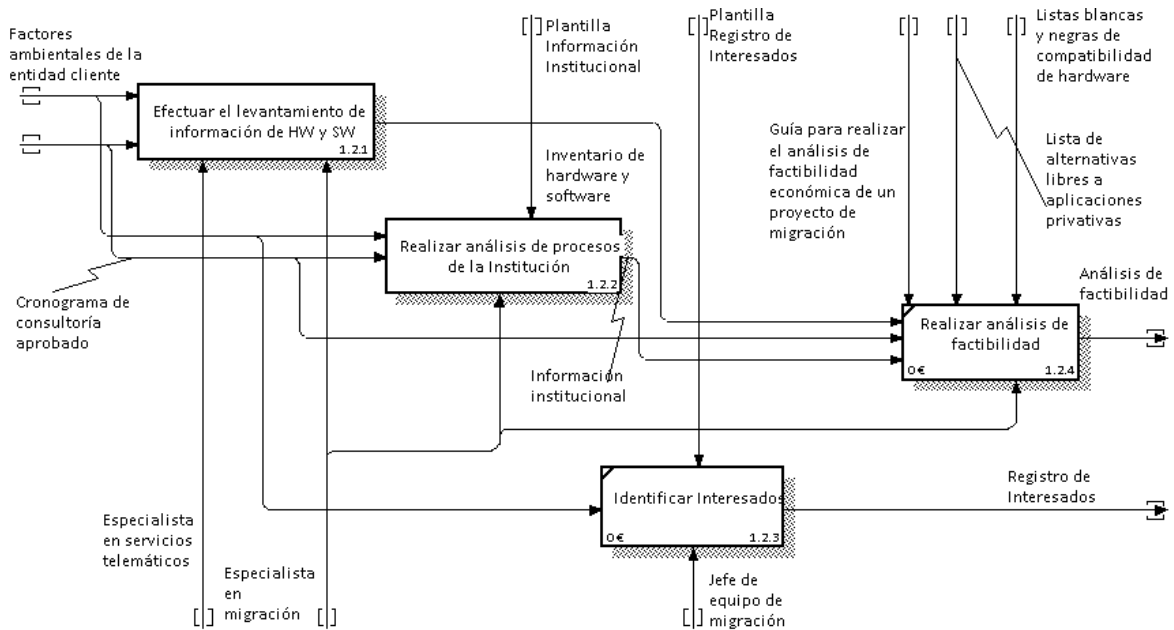 Factores
ambientales de la
entidad cliente
Plantilla
Información
Institucional
Plantilla
Registro de
Interesados
Listas blancas
y negras de
compatibilidad
de hardware
Efectuar el levantamiento de
información de HW y SW
1.2.1
Guía para realizar
el análisis de
factibilidad
económica de un
proyecto de
migración
Lista de
alternativas
libres a
aplicaciones
privativas
Inventario de
hardware y
software
Realizar análisis de procesos
de la Institución
1.2.2
Cronograma de
consultoría
aprobado
Análisis de
factibilidad
Realizar análisis de
factibilidad
0 €
1.2.4
Información
institucional
Identificar Interesados
0 €
1.2.3
Registro de
Interesados
Especialista
en servicios
telemáticos
Especialista
en
migración
Jefe de
equipo de
migración